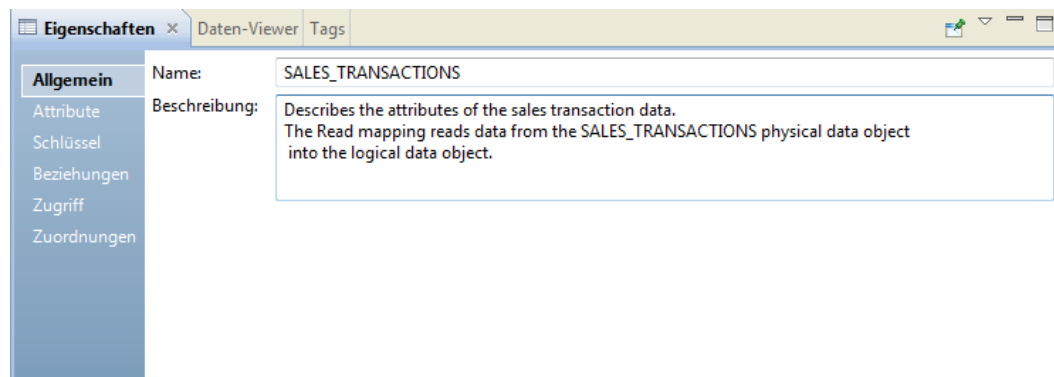 Eigenschaften Daten-Viewer Tags
Allgemein
Attribute
Schlüssel
Beziehungen
Zugriff
Zuordnungen
Name: SALES_TRANSACTIONS
Beschreibung: Describes the attributes of the sales transaction data.
The Read mapping reads data from the SALES_TRANSACTIONS physical data object
into the logical data object.